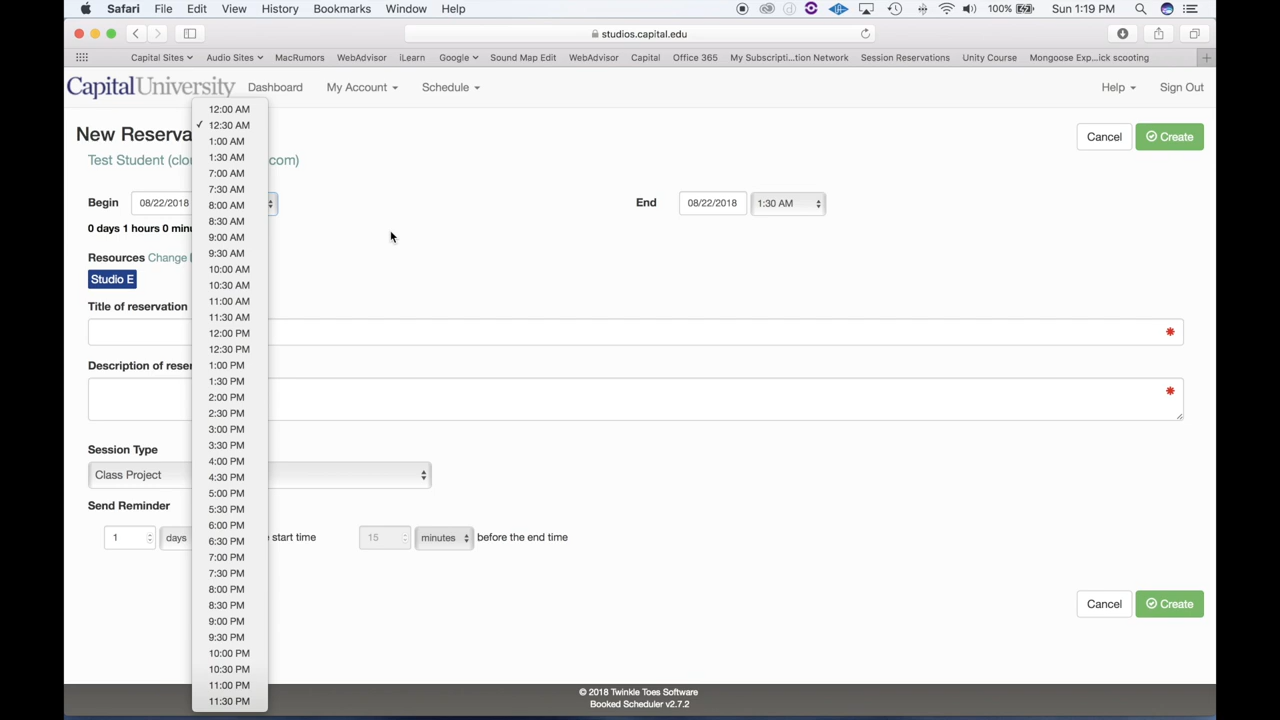 Safari File Edit View History Bookmarks Window Help 100% Sun 1:19 PM
studios.capital.edu
Capital Sites Audio Sites MacRumors WebAdvisor iLearn Google Sound Map Edit WebAdvisor Capital Office 365 My Subscripti...tion Network Session Reservations Unity Course Mongoose Exp...ick scooting
Capital University Dashboard My Account Schedule Help Sign Out
New Reserva
Cancel Create
Test Student (clou com)
Begin 08/22/2018 End 08/22/2018 1:30 AM
0 days 1 hours 0 minu
Resources Change
Studio E
Title of reservation
Description of rese
Session Type
Class Project
Send Reminder
1 days start time 15 minutes before the end time
Cancel Create
12:00 AM
✓ 12:30 AM
1:00 AM
1:30 AM
7:00 AM
7:30 AM
8:00 AM
8:30 AM
9:00 AM
9:30 AM
10:00 AM
10:30 AM
11:00 AM
11:30 AM
12:00 PM
12:30 PM
1:00 PM
1:30 PM
2:00 PM
2:30 PM
3:00 PM
3:30 PM
4:00 PM
4:30 PM
5:00 PM
5:30 PM
6:00 PM
6:30 PM
7:00 PM
7:30 PM
8:00 PM
8:30 PM
9:00 PM
9:30 PM
10:00 PM
10:30 PM
11:00 PM
11:30 PM
© 2018 Twinkle Toes Software
Booked Scheduler v2.7.2